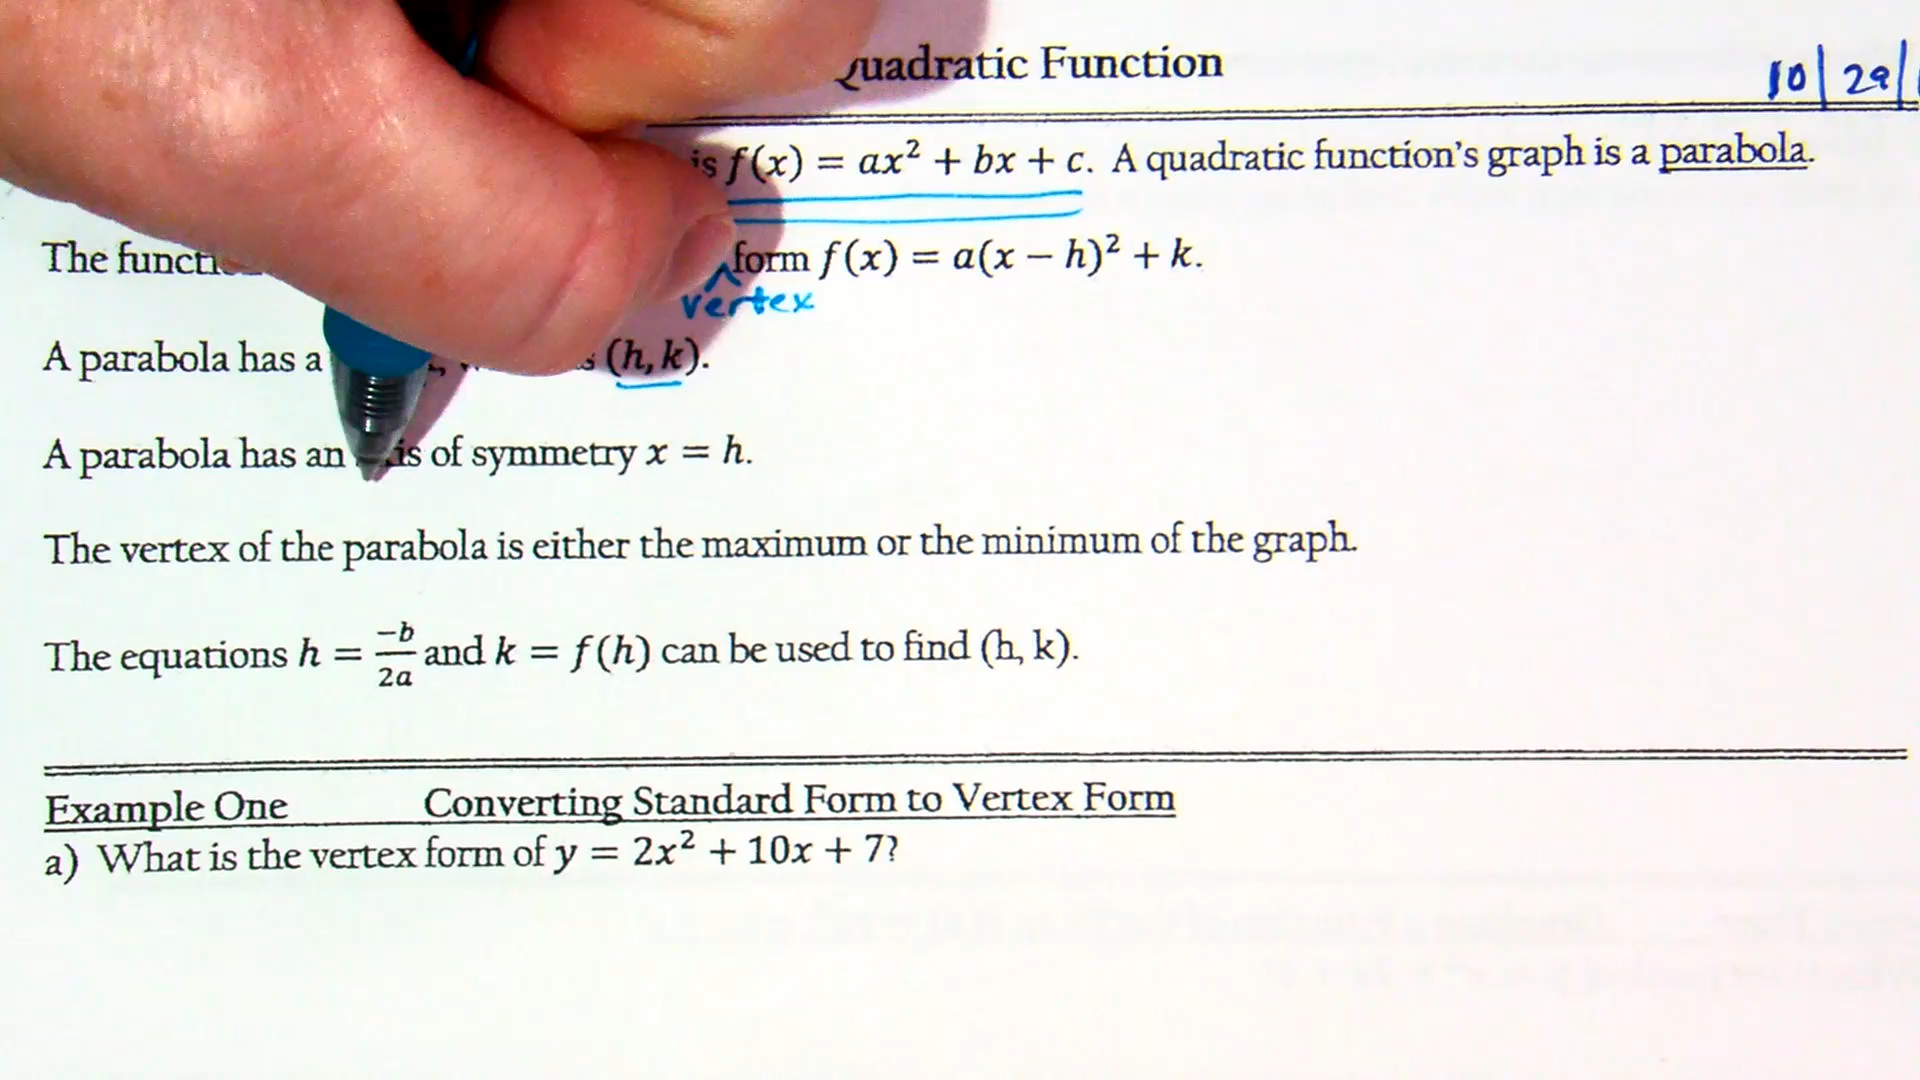 Quadratic Function
10/29/
is f(x) = ax² + bx + c. A quadratic function's graph is a parabola.
The form f(x) = a(x − h)² + k.
vertex
A parabola has a (h, k).
A parabola has an of symmetry x = h.
The vertex of the parabola is either the maximum or the minimum of the graph.
The equations h = -b/2a and k = f(h) can be used to find (h, k).
Example One Converting Standard Form to Vertex Form
a) What is the vertex form of y = 2x² + 10x + 7?